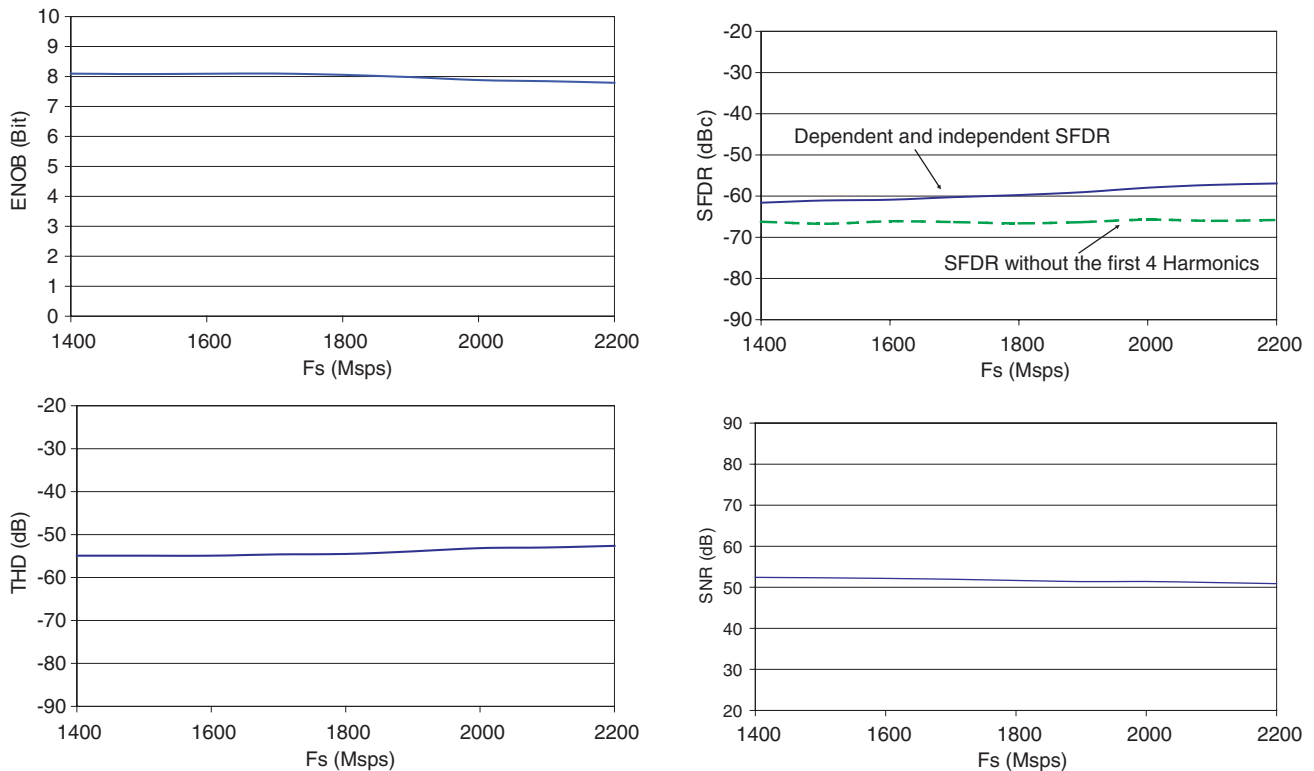 ENOB (Bit)
10
9
8
7
6
5
4
3
2
1
0
1400 1600 1800 2000 2200
Fs (Msps)
SFDR (dBc)
-20
-30
-40
-50
-60
-70
-80
-90
Dependent and independent SFDR
SFDR without the first 4 Harmonics
1400 1600 1800 2000 2200
Fs (Msps)
THD (dB)
-20
-30
-40
-50
-60
-70
-80
-90
1400 1600 1800 2000 2200
Fs (Msps)
SNR (dB)
90
80
70
60
50
40
30
20
1400 1600 1800 2000 2200
Fs (Msps)